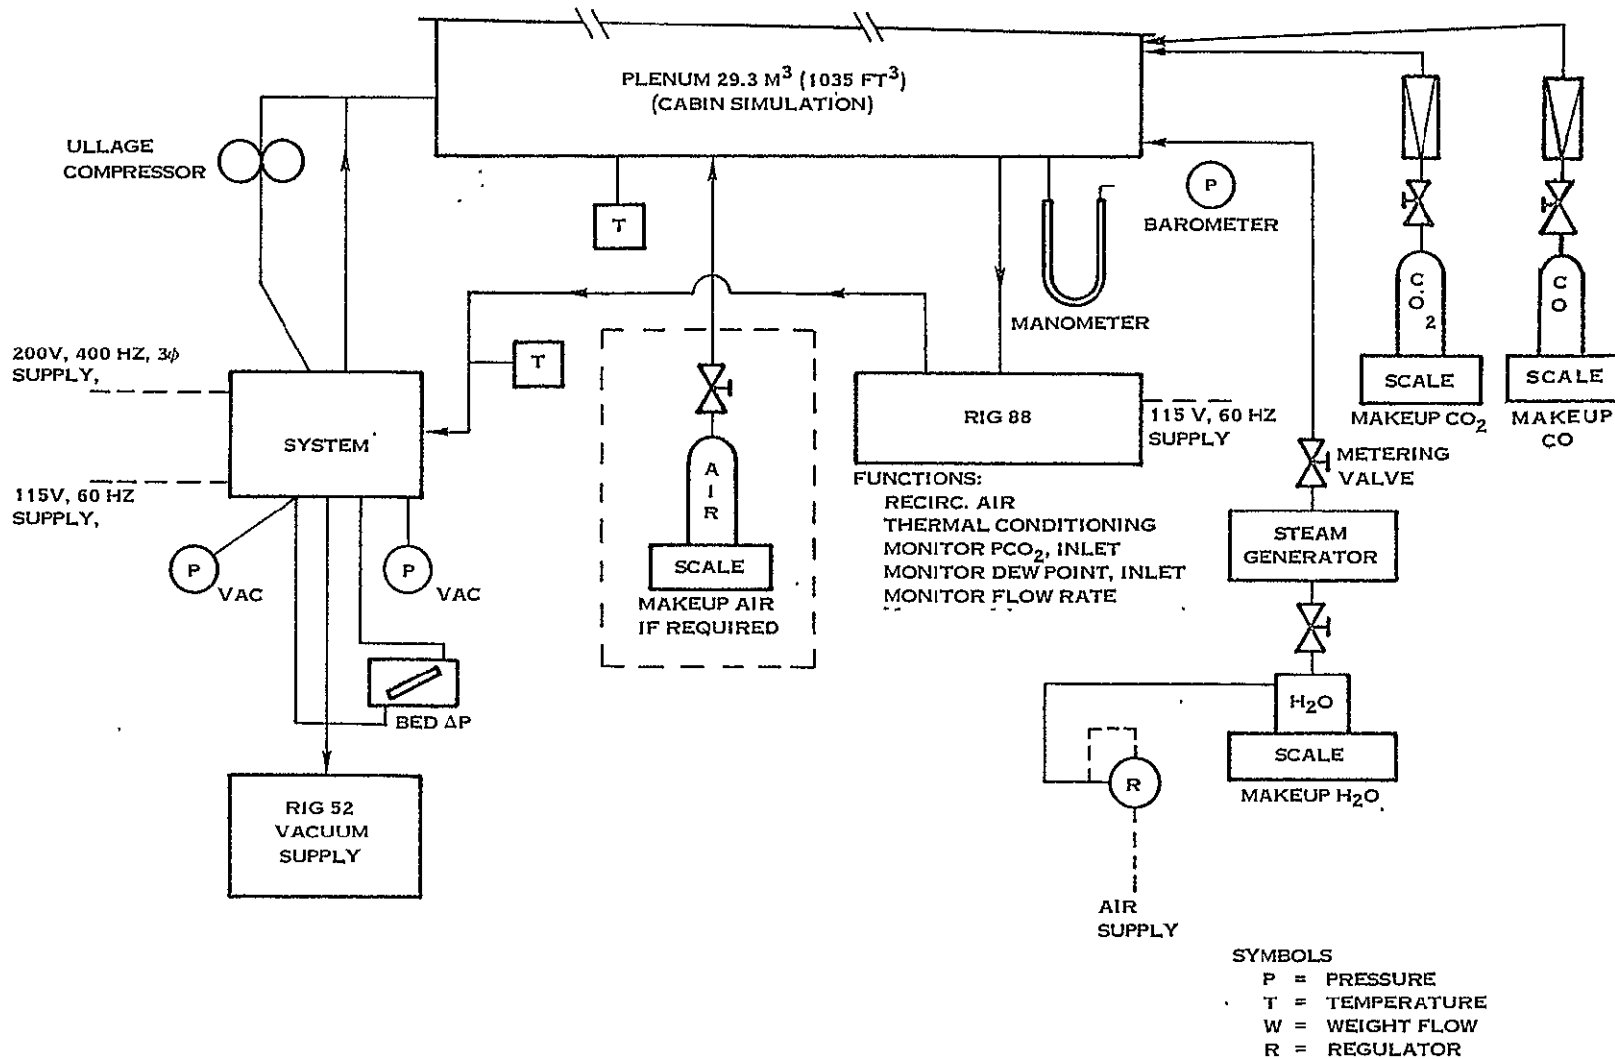 PLENUM 29.3 M³ (1035 FT³)
(CABIN SIMULATION)
ULLAGE
COMPRESSOR
T
P
BAROMETER
MANOMETER
CO₂
SCALE
MAKEUP CO₂
CO
SCALE
MAKEUP
CO
200V, 400 HZ, 3ϕ
SUPPLY,
SYSTEM
115V, 60 HZ
SUPPLY,
T
AIR
SCALE
MAKEUP AIR
IF REQUIRED
RIG 88
115 V, 60 HZ
SUPPLY
FUNCTIONS:
RECIRC. AIR
THERMAL CONDITIONING
MONITOR PCO₂, INLET
MONITOR DEW POINT, INLET
MONITOR FLOW RATE
METERING
VALVE
STEAM
GENERATOR
P
VAC
P
VAC
BED ΔP
RIG 52
VACUUM
SUPPLY
H₂O
SCALE
MAKEUP H₂O
R
AIR
SUPPLY
SYMBOLS
P = PRESSURE
T = TEMPERATURE
W = WEIGHT FLOW
R = REGULATOR